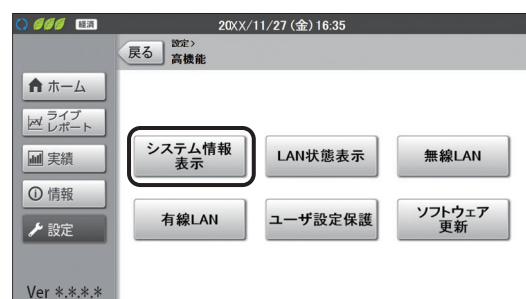 経済 20XX/11/27(金)16:35
戻る 設定>
高機能
ホーム
ライブ
レポート
実績
情報
設定
システム情報
表示
LAN状態表示
無線LAN
有線LAN
ユーザ設定保護
ソフトウェア
更新
Ver *.*.*.*